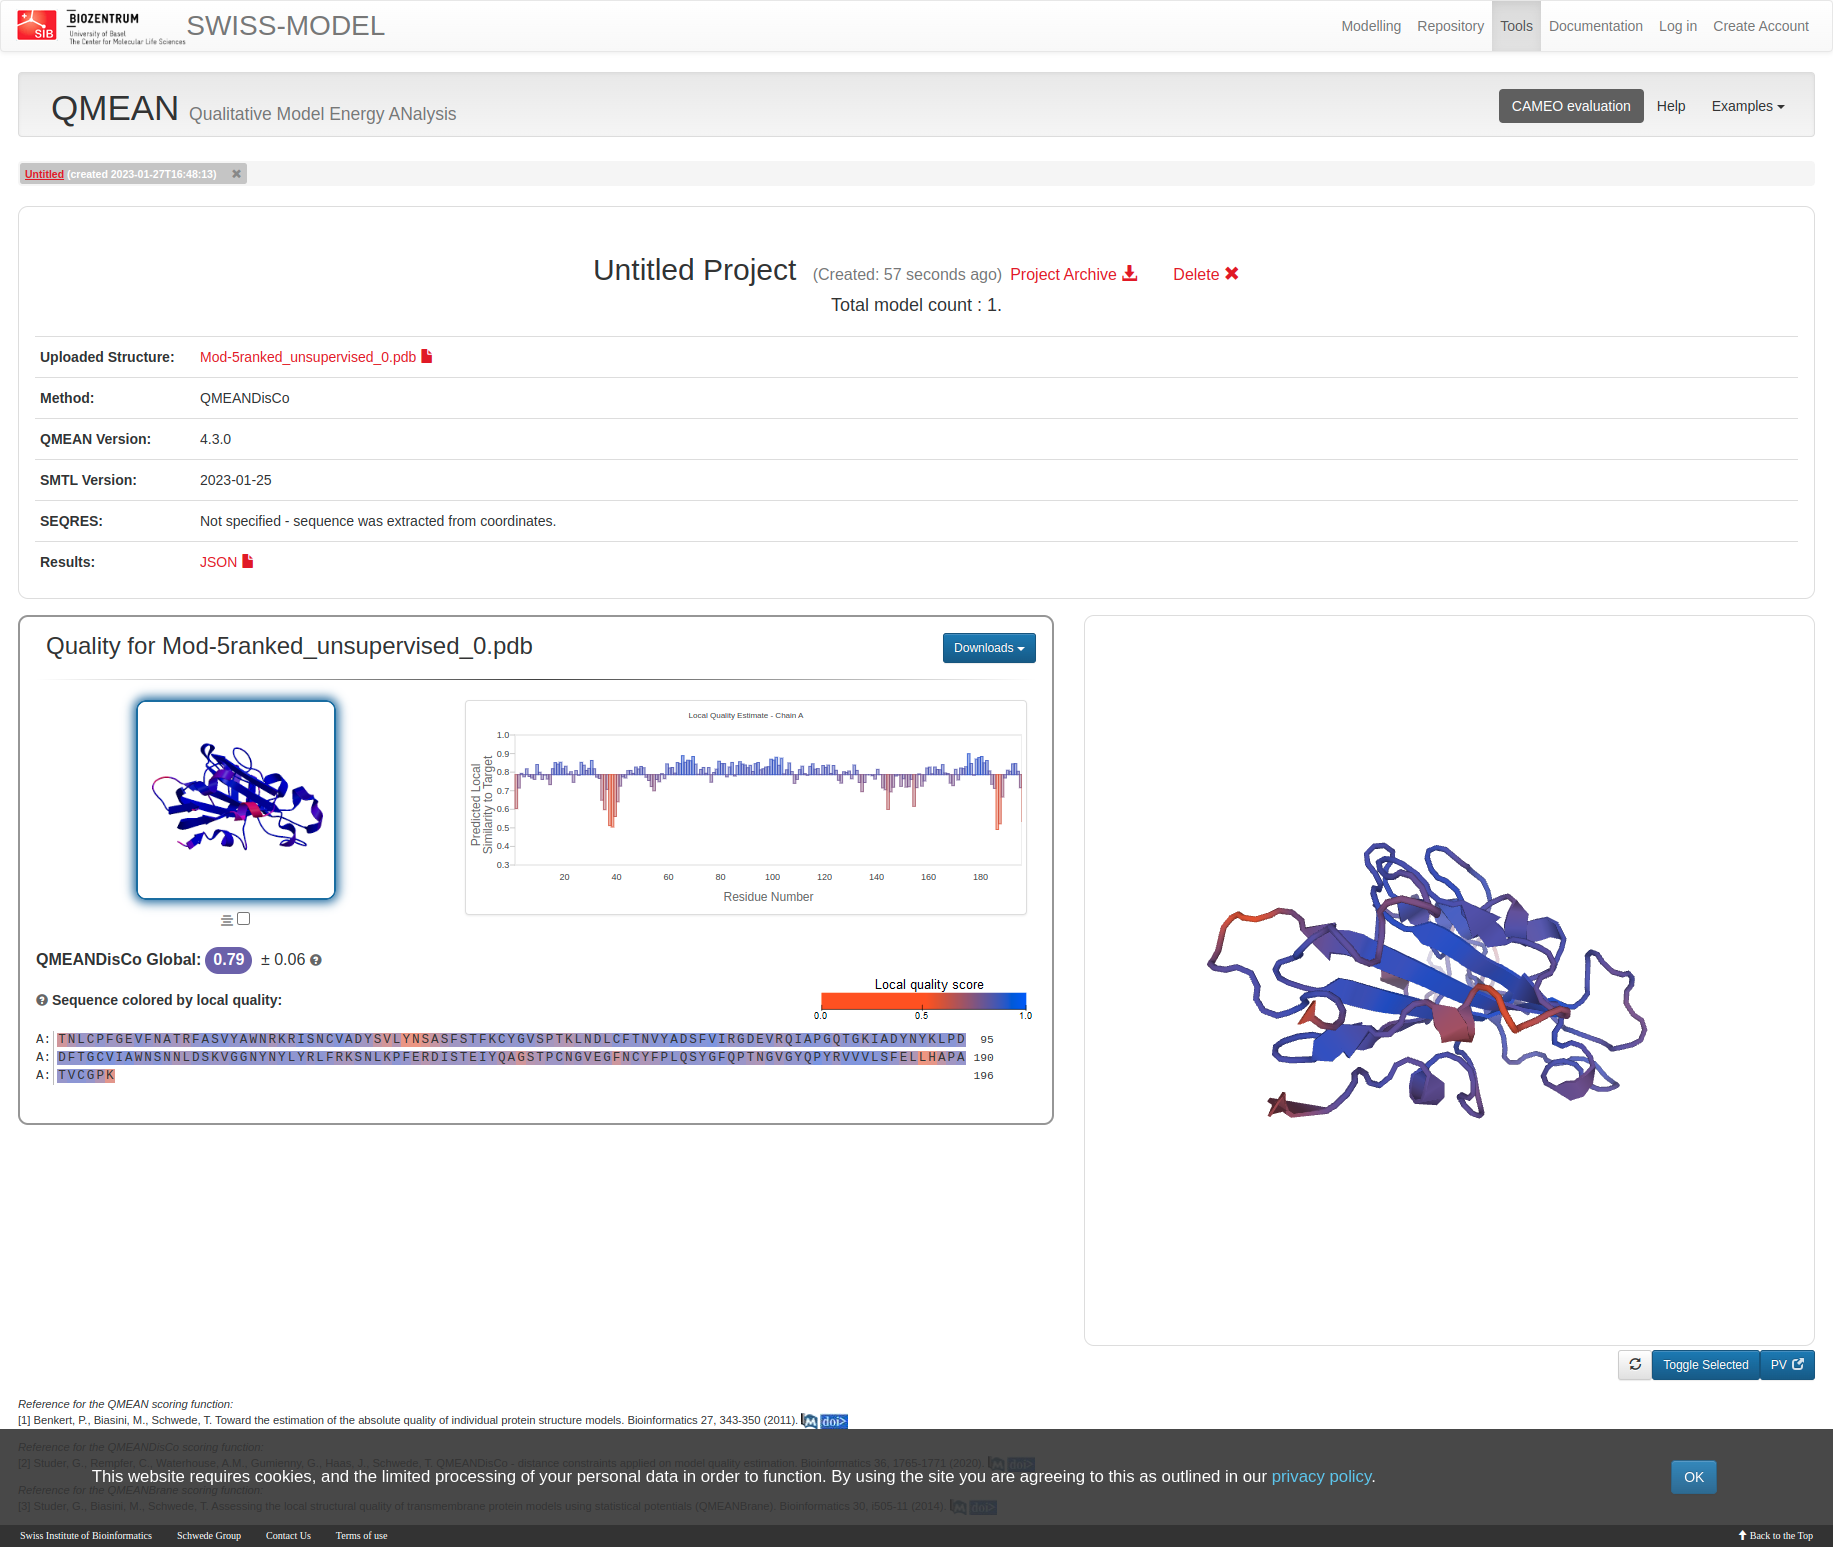 SIB
BIOZENTRUM
University of Basel
The Center for Molecular Life Sciences
SWISS-MODEL
Modelling Repository Tools Documentation Log in Create Account
QMEAN Qualitative Model Energy ANalysis
CAMEO evaluation Help Examples
Untitled (created 2023-01-27T16:48:13)
Untitled Project (Created: 57 seconds ago) Project Archive Delete
Total model count : 1.
Uploaded Structure: Mod-5ranked_unsupervised_0.pdb
Method: QMEANDisCo
QMEAN Version: 4.3.0
SMTL Version: 2023-01-25
SEQRES: Not specified - sequence was extracted from coordinates.
Results: JSON
Quality for Mod-5ranked_unsupervised_0.pdb
Downloads
Local Quality Estimate - Chain A
Predicted Local
Similarity to Target
1.0
0.9
0.8
0.7
0.6
0.5
0.4
0.3
20 40 60 80 100 120 140 160 180
Residue Number
QMEANDisCo Global: 0.79 ± 0.06
Sequence colored by local quality:
Local quality score
0.0 0.5 1.0
A: TNLCPFGEVFNATRFASVYAWNRKRISNCVADYSVLYNSASFSTFKCYGVSPTKLNDLCFTNVYADSFVIRGDEVRQIAPGQTGKIADYNYKLPD 95
A: DFTGCVIAWNSNNLDSKVGGNYNYLYRLFRKSNLKPFERDISTEIYQAGSTPCNGVEGFNCYFPLQSYGFQPTNGVGYQPYRVVVLSFELLHAPA 190
A: TVCGPK 196
Toggle Selected PV
Reference for the QMEAN scoring function:
[1] Benkert, P., Biasini, M., Schwede, T. Toward the estimation of the absolute quality of individual protein structure models. Bioinformatics 27, 343-350 (2011). M doi>
Reference for the QMEANDisCo scoring function:
[2] Studer, G., Rempfer, C., Waterhouse, A.M., Gumienny, G., Haas, J., Schwede, T. QMEANDisCo - distance constraints applied on model quality estimation. Bioinformatics 36, 1765-1771 (2020). M doi>
This website requires cookies, and the limited processing of your personal data in order to function. By using the site you are agreeing to this as outlined in our privacy policy. OK
Reference for the QMEANBrane scoring function:
[3] Studer, G., Biasini, M., Schwede, T. Assessing the local structural quality of transmembrane protein models using statistical potentials (QMEANBrane). Bioinformatics 30, i505-11 (2014). M doi>
Swiss Institute of Bioinformatics Schwede Group Contact Us Terms of use Back to the Top